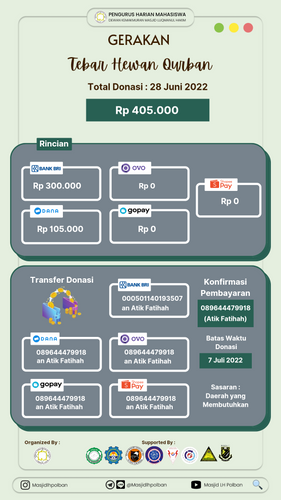 PENGURUS HARIAN MAHASISWA
DEWAN KEMAKMURAN MASJID LUQMANUL HAKIM
GERAKAN
Tebar Hewan Qurban
Total Donasi : 28 Juni 2022
Rp 405.000
Rincian
BANK BRI
Rp 300.000
OVO
Rp 0
Shopee
Pay
Rp 0
DANA
Rp 105.000
gopay
Rp 0
Transfer Donasi
BANK BRI
000501140193507
an Atik Fatihah
Konfirmasi
Pembayaran
089644479918
(Atik Fatihah)
DANA
089644479918
an Atik Fatihah
OVO
089644479918
an Atik Fatihah
Batas Waktu
Donasi
7 Juli 2022
gopay
089644479918
an Atik Fatihah
Shopee
Pay
089644479918
an Atik Fatihah
Sasaran :
Daerah yang
Membutuhkan
Organized By :
Supported By :
Masjidlhpolban
@Masjidlhpolban
Masjid LH Polban